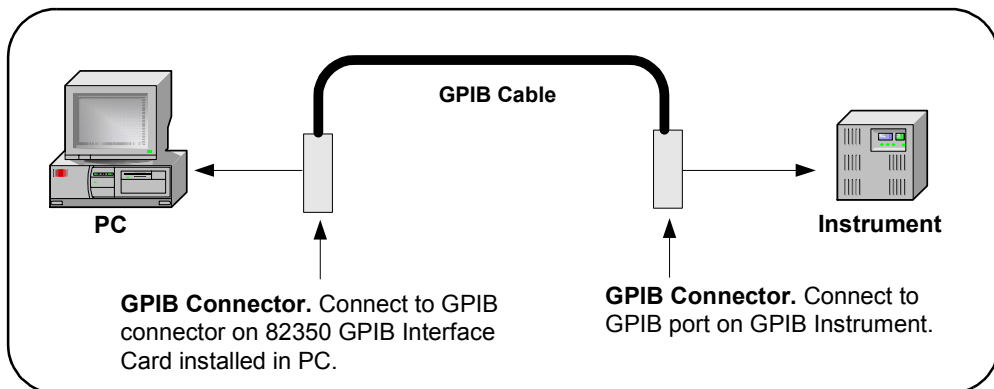 GPIB Cable
PC
Instrument
GPIB Connector. Connect to GPIB
connector on 82350 GPIB Interface
Card installed in PC.
GPIB Connector. Connect to
GPIB port on GPIB Instrument.